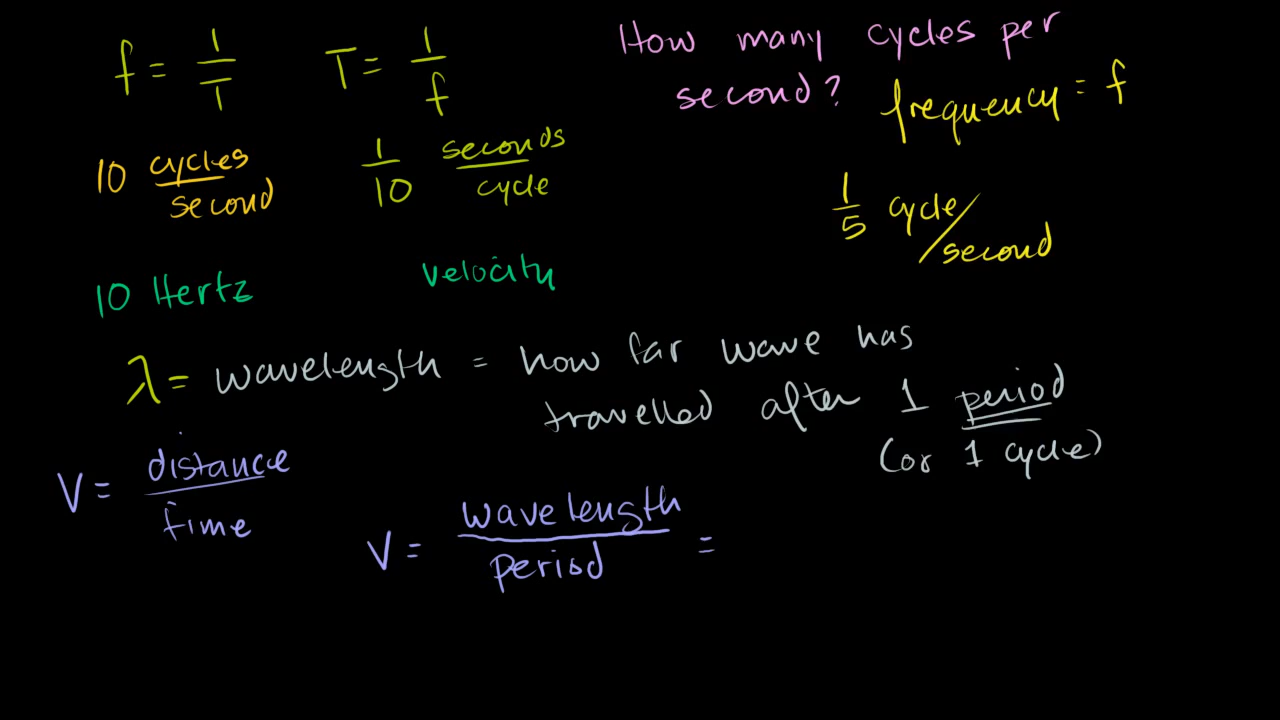 f = 1/T
T = 1/f
How many cycles per
second? frequency = f
10 cycles/second
1/10 seconds/cycle
1/5 cycle/second
10 Hertz
velocity
λ = wavelength = how far wave has
travelled after 1 period
(or 1 cycle)
V = distance/time
V = wavelength/period =